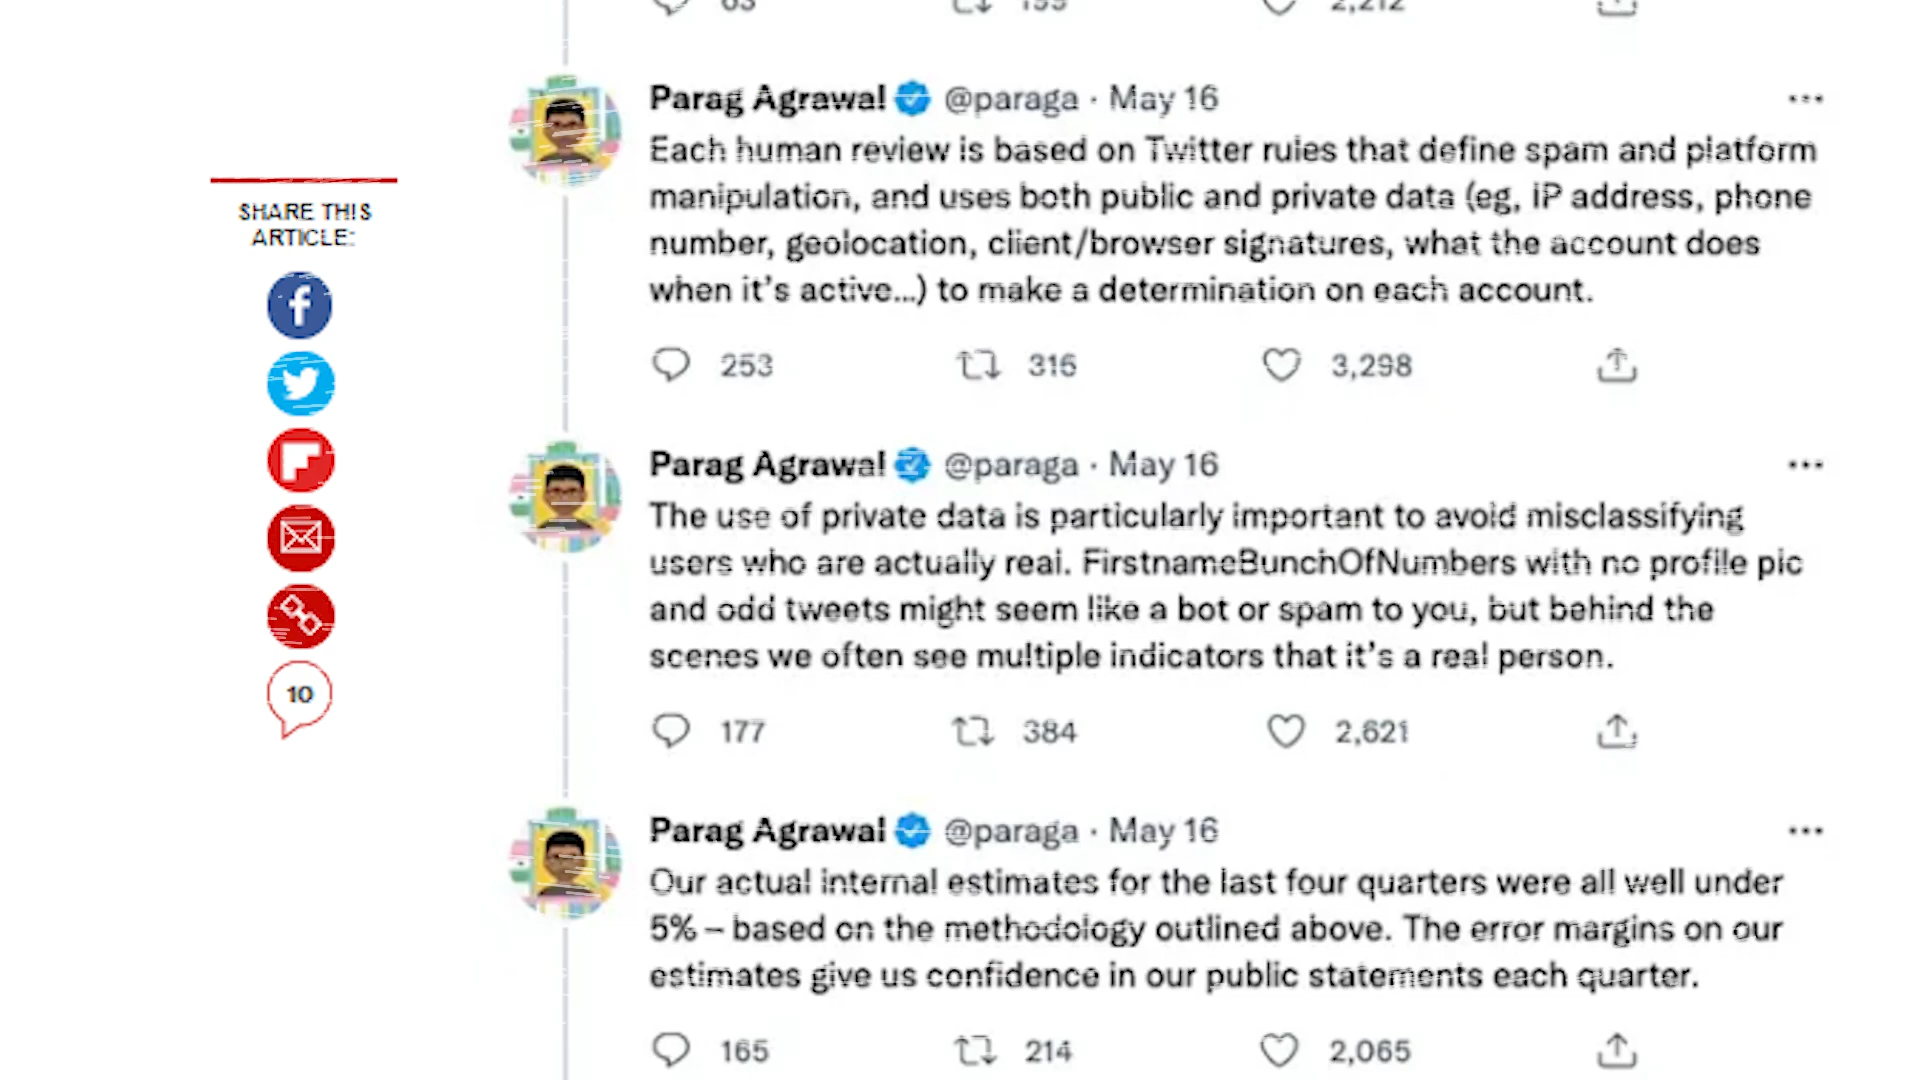 63 199 2,212
Parag Agrawal @paraga · May 16
Each human review is based on Twitter rules that define spam and platform
manipulation, and uses both public and private data (eg, IP address, phone
number, geolocation, client/browser signatures, what the account does
when it's active...) to make a determination on each account.
253 316 3,298
SHARE THIS
ARTICLE:
10
Parag Agrawal @paraga · May 16
The use of private data is particularly important to avoid misclassifying
users who are actually real. FirstnameBunchOfNumbers with no profile pic
and odd tweets might seem like a bot or spam to you, but behind the
scenes we often see multiple indicators that it's a real person.
177 384 2,621
Parag Agrawal @paraga · May 16
Our actual internal estimates for the last four quarters were all well under
5% – based on the methodology outlined above. The error margins on our
estimates give us confidence in our public statements each quarter.
165 214 2,065